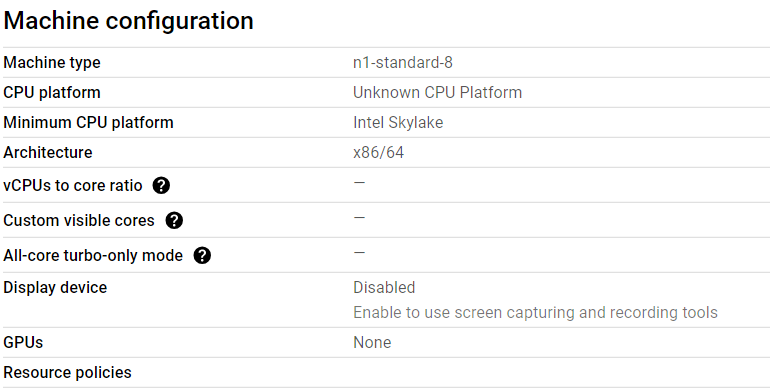 Machine configuration
Machine type n1-standard-8
CPU platform Unknown CPU Platform
Minimum CPU platform Intel Skylake
Architecture x86/64
vCPUs to core ratio ? —
Custom visible cores ? —
All-core turbo-only mode ? —
Display device Disabled
Enable to use screen capturing and recording tools
GPUs None
Resource policies